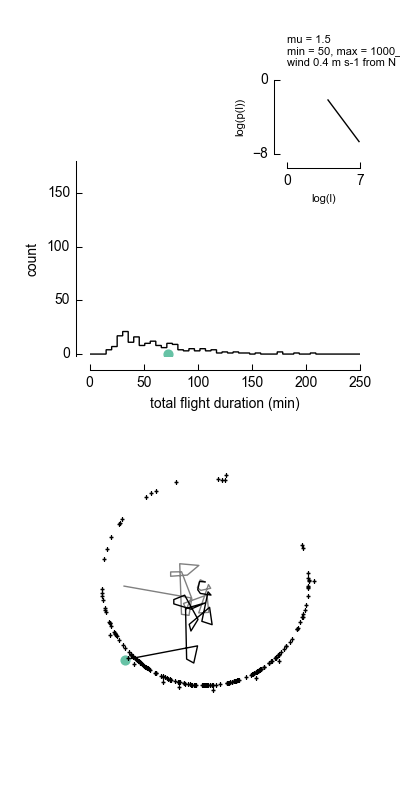 mu = 1.5
min = 50, max = 1000_
wind 0.4 m s-1 from N
0
log(p(l))
−8
0
7
log(l)
150
100
50
0
count
0
50
100
150
200
250
total flight duration (min)